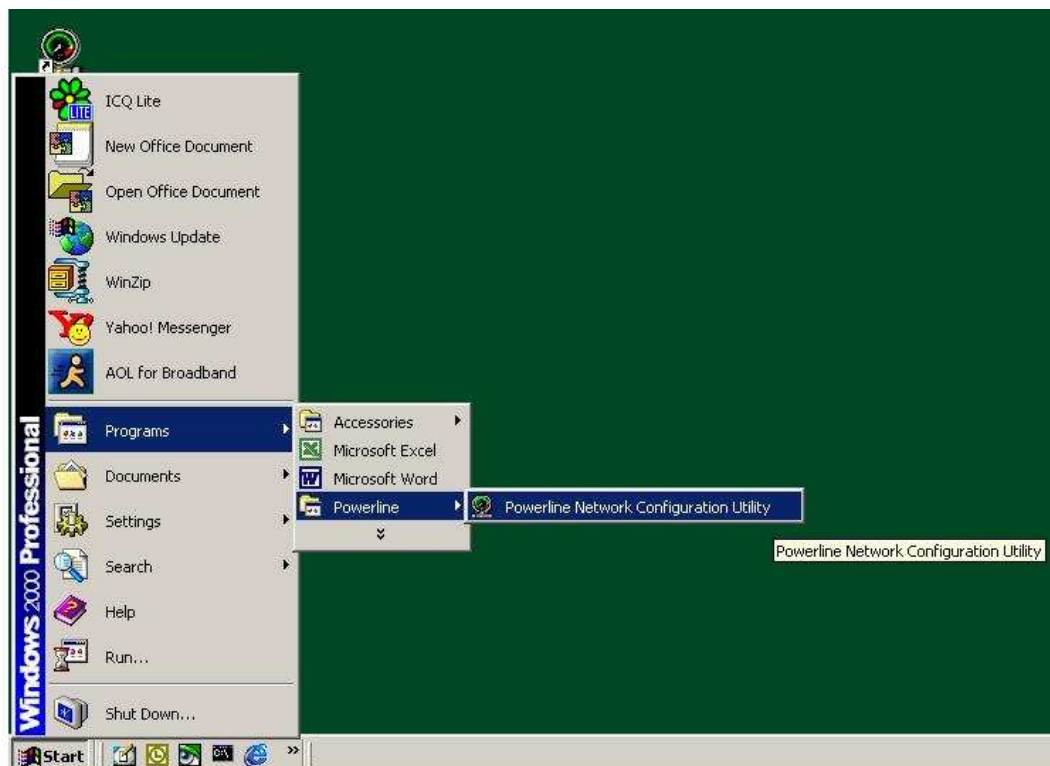 ICQ Lite
LITE
New Office Document
Open Office Document
Windows Update
WinZip
Yahoo! Messenger
AOL for Broadband
Programs
Documents
Settings
Search
Help
Run...
Shut Down...
Windows 2000 Professional
Accessories
Microsoft Excel
Microsoft Word
Powerline
Powerline Network Configuration Utility
Powerline Network Configuration Utility
Start